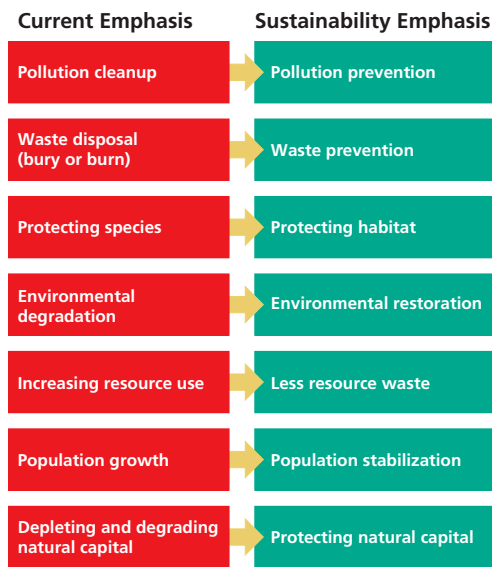 Current Emphasis Sustainability Emphasis
Pollution cleanup Pollution prevention
Waste disposal
(bury or burn)
Waste prevention
Protecting species Protecting habitat
Environmental
degradation
Environmental restoration
Increasing resource use Less resource waste
Population growth Population stabilization
Depleting and degrading
natural capital
Protecting natural capital